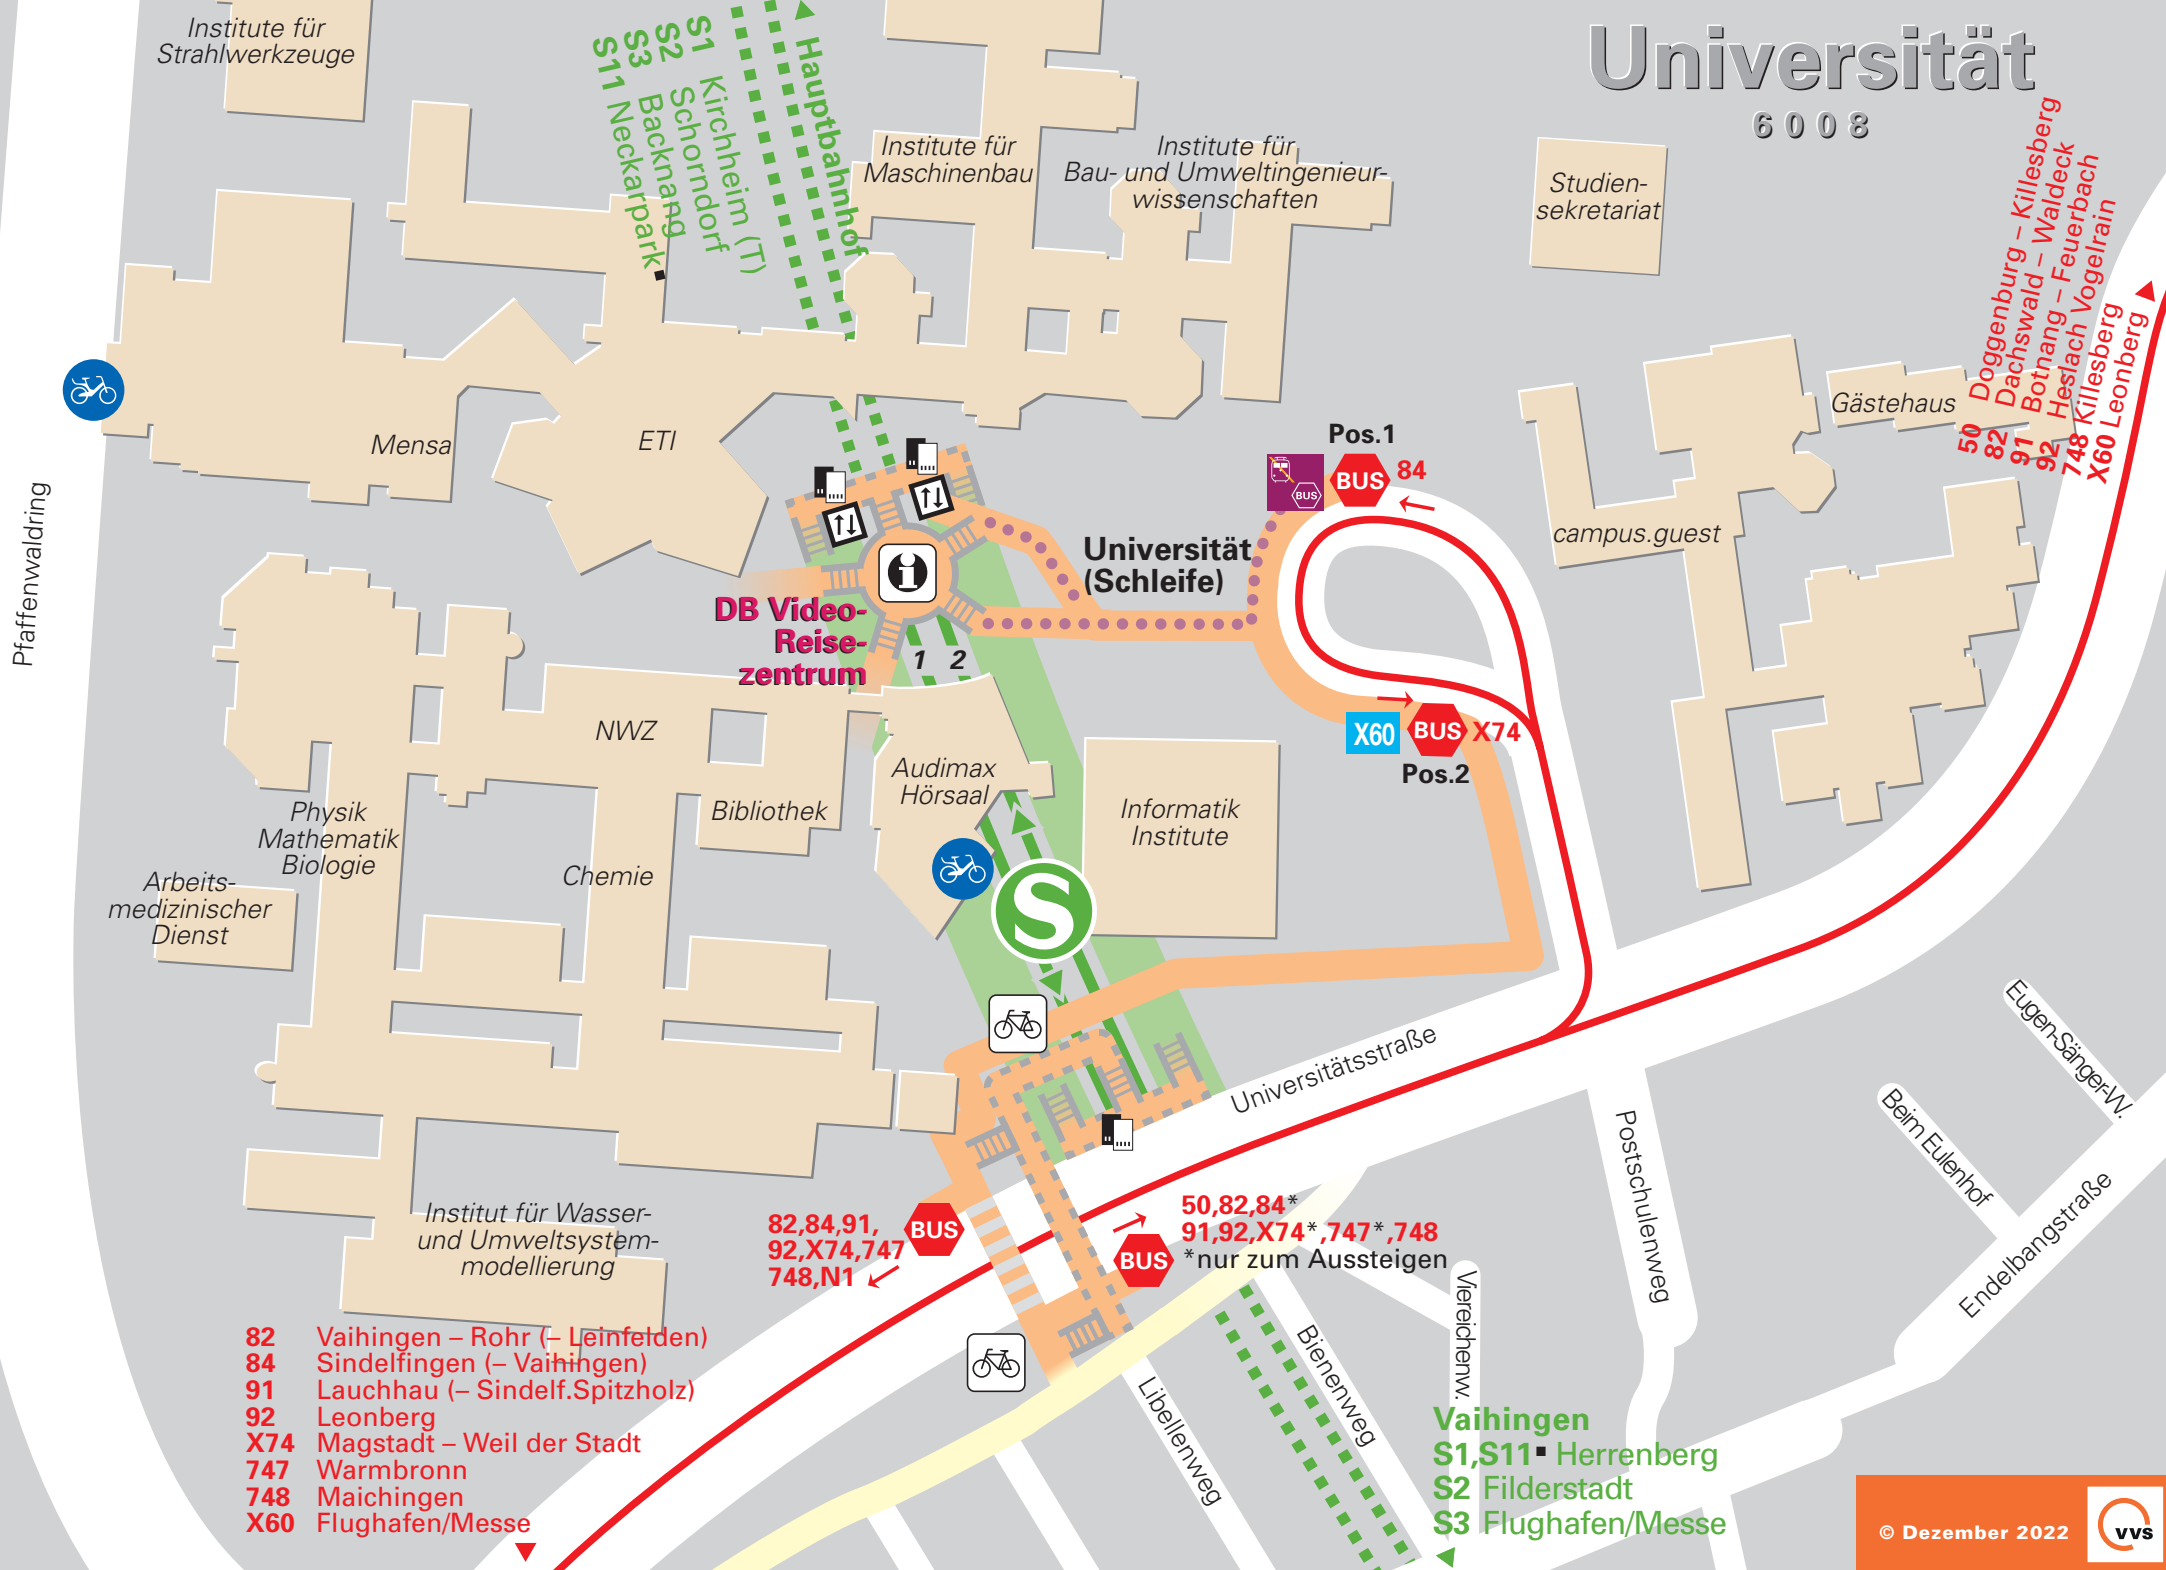 Universität
6008
Institute für
Strahlwerkzeuge
S1 Kirchheim (T)
S2 Schorndorf
S3 Backnang
S11 Neckarpark
Hauptbahnhof
Institute für
Maschinenbau
Institute für
Bau- und Umweltingenieur-
wissenschaften
Studien-
sekretariat
50 Doggenburg – Killesberg
82 Dachswald – Waldeck
91 Botnang – Feuerbach
92 Heslach Vogelrain
748 Killesberg
X60 Leonberg
Gästehaus
campus.guest
Pfaffenwaldring
Mensa
ETI
Pos.1
BUS
BUS
84
Universität
(Schleife)
i
DB Video-
Reise-
zentrum
1 2
X60
BUS
X74
Pos.2
NWZ
Bibliothek
Audimax
Hörsaal
Informatik
Institute
Physik
Mathematik
Biologie
Chemie
Arbeits-
medizinischer
Dienst
S
Universitätsstraße
Eugen-Sänger-W.
Beim Eulenhof
Endelbangstraße
Postschulenweg
Viereichenw.
Bienenweg
Libellenweg
Institut für Wasser-
und Umweltsystem-
modellierung
82,84,91,
92,X74,747
748,N1
BUS
BUS
50,82,84*
91,92,X74*,747*,748
*nur zum Aussteigen
82 Vaihingen – Rohr (– Leinfelden)
84 Sindelfingen (– Vaihingen)
91 Lauchhau (– Sindelf.Spitzholz)
92 Leonberg
X74 Magstadt – Weil der Stadt
747 Warmbronn
748 Maichingen
X60 Flughafen/Messe
Vaihingen
S1,S11 Herrenberg
S2 Filderstadt
S3 Flughafen/Messe
© Dezember 2022
vvs